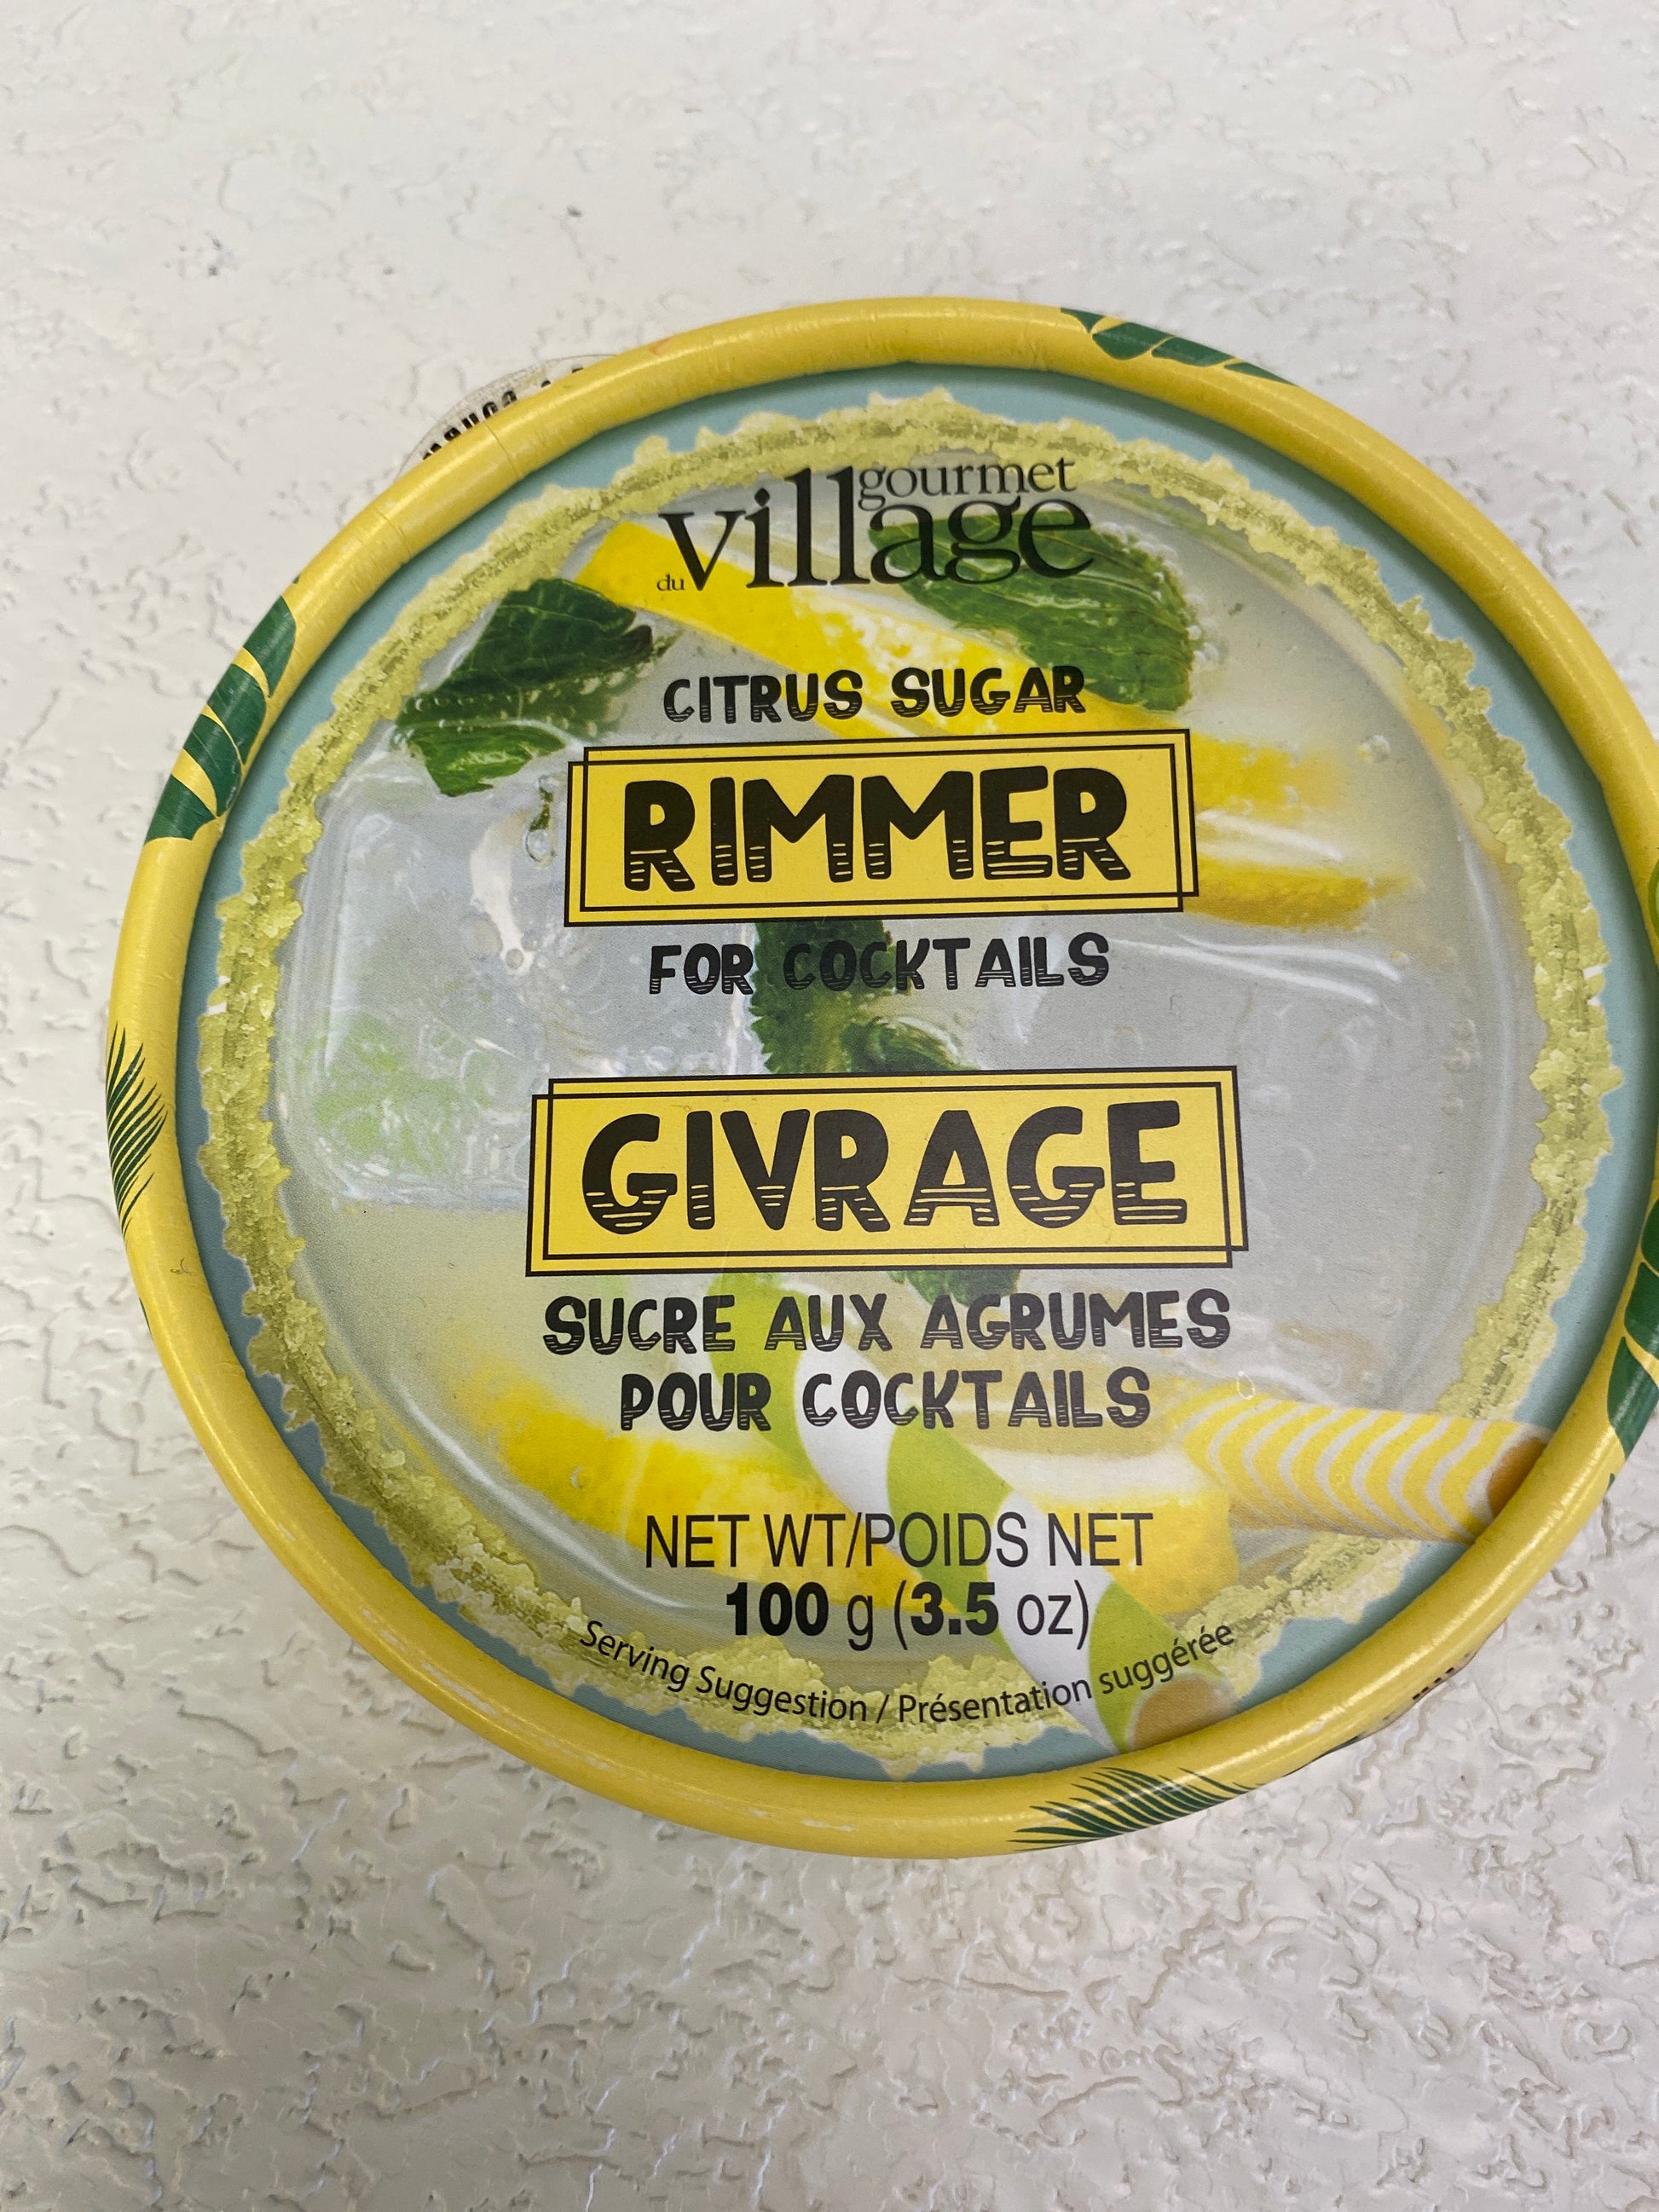 gourmet
du village
CITRUS SUGAR
RIMMER
FOR COCKTAILS
GIVRAGE
SUCRE AUX AGRUMES
POUR COCKTAILS
NET WT/POIDS NET
100 g (3.5 oz)
Serving Suggestion / Présentation suggérée